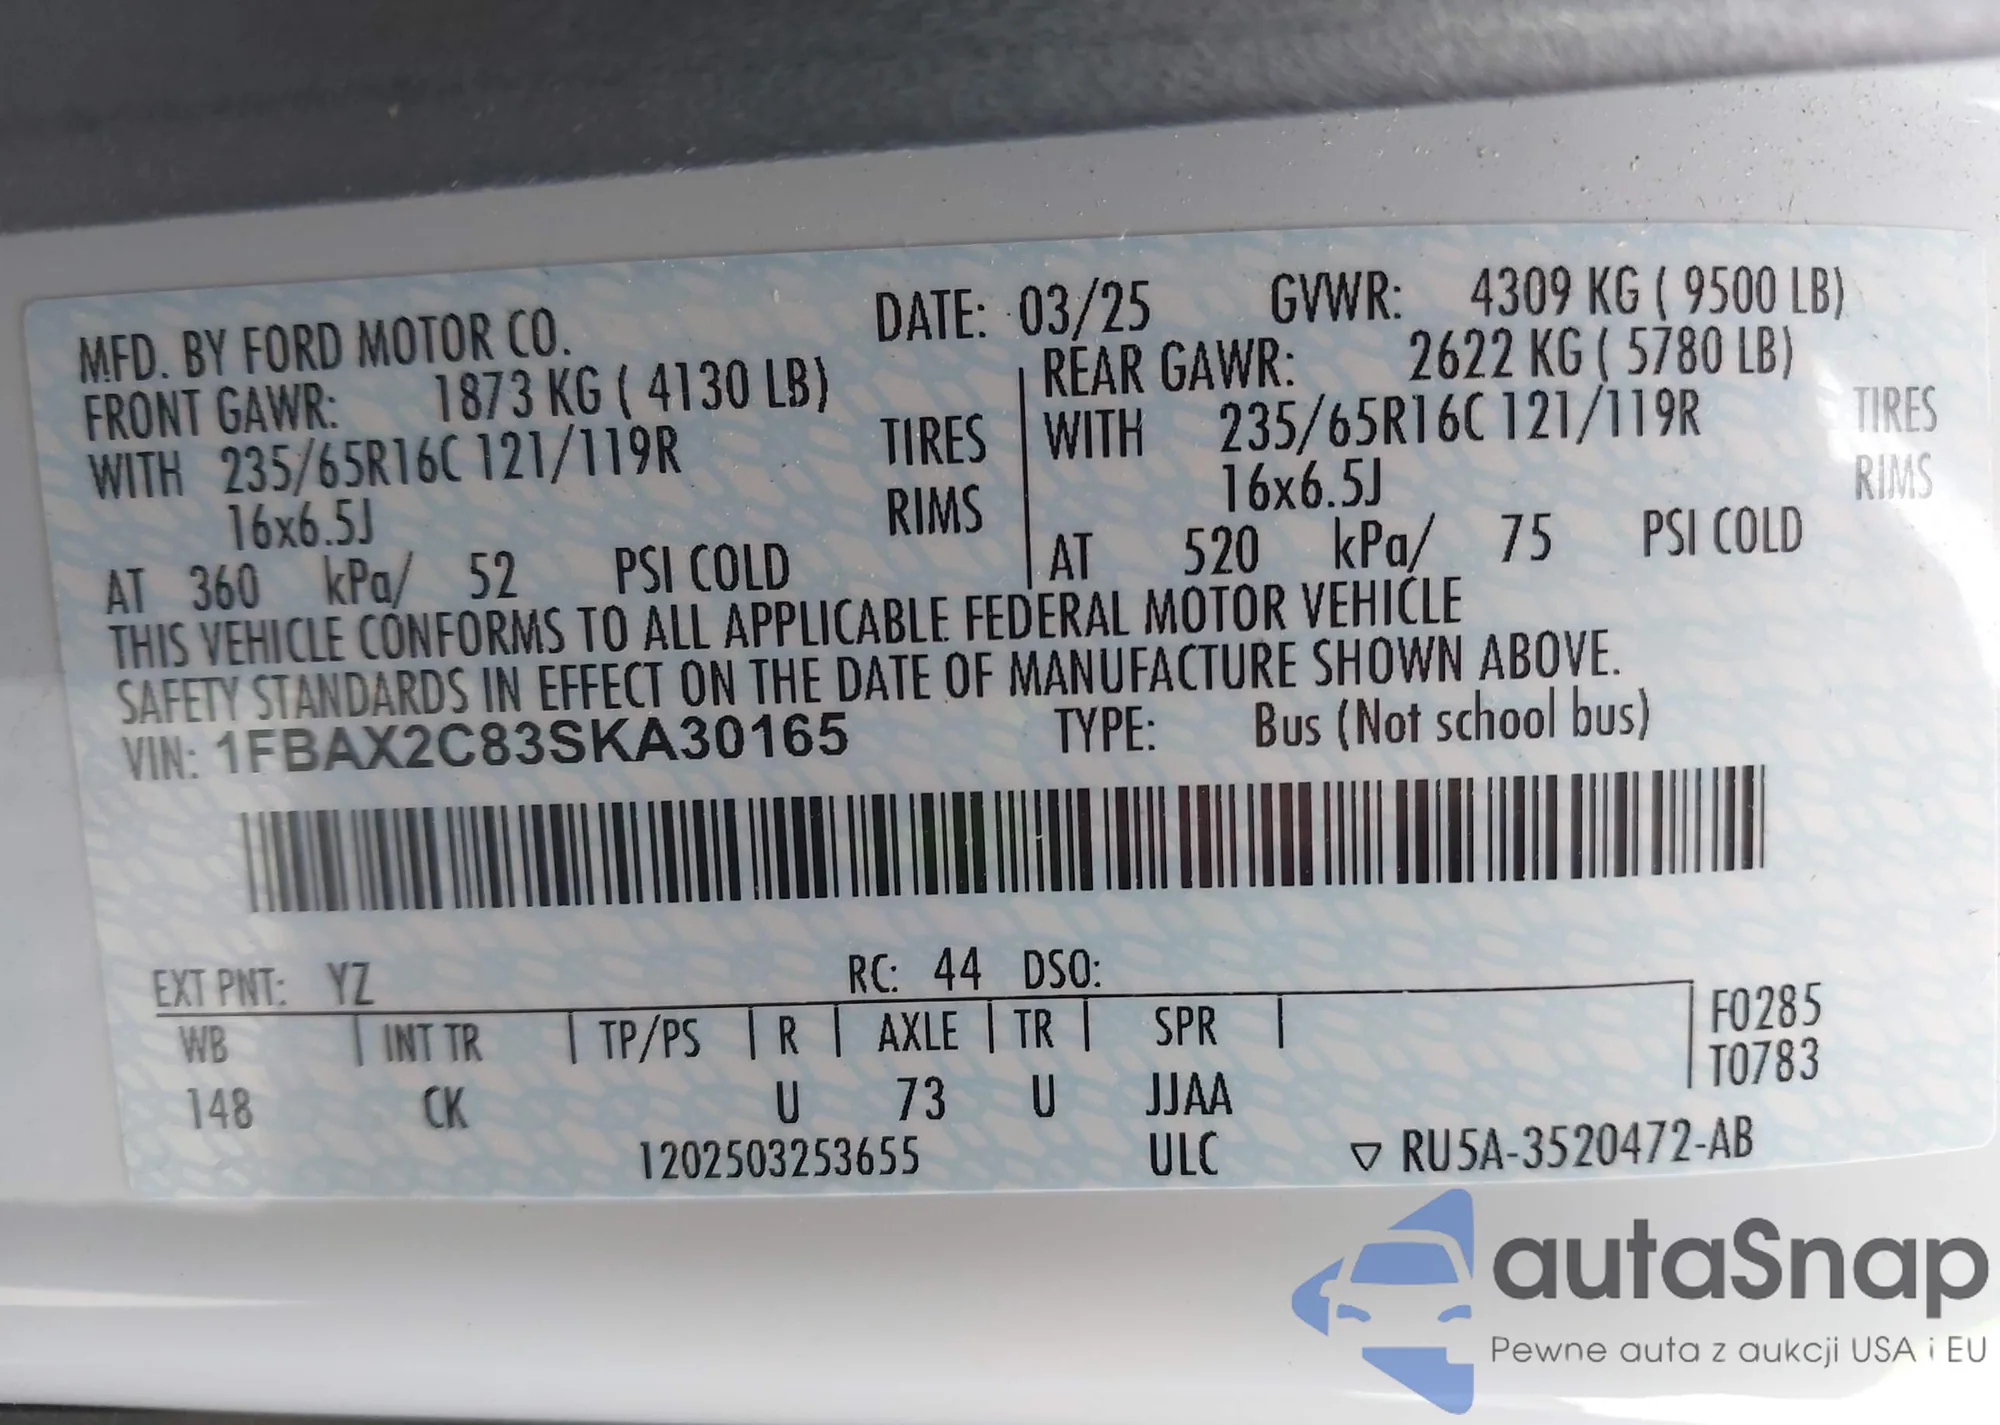 MFD. BY FORD MOTOR CO. DATE: 03/25 GVWR: 4309 KG ( 9500 LB)
FRONT GAWR: 1873 KG ( 4130 LB) REAR GAWR: 2622 KG ( 5780 LB)
WITH 235/65R16C 121/119R TIRES WITH 235/65R16C 121/119R TIRES
16x6.5J RIMS 16x6.5J RIMS
AT 360 kPa/ 52 PSI COLD AT 520 kPa/ 75 PSI COLD
THIS VEHICLE CONFORMS TO ALL APPLICABLE FEDERAL MOTOR VEHICLE
SAFETY STANDARDS IN EFFECT ON THE DATE OF MANUFACTURE SHOWN ABOVE.
VIN: 1FBAX2C83SKA30165 TYPE: Bus (Not school bus)
EXT PNT: YZ RC: 44 DSO:
WB INT TR TP/PS R AXLE TR SPR F0285
T0783
148 CK U 73 U JJAA
1202503253655 ULC ▽ RU5A-3520472-AB
autaSnap
Pewne auta z aukcji USA i EU